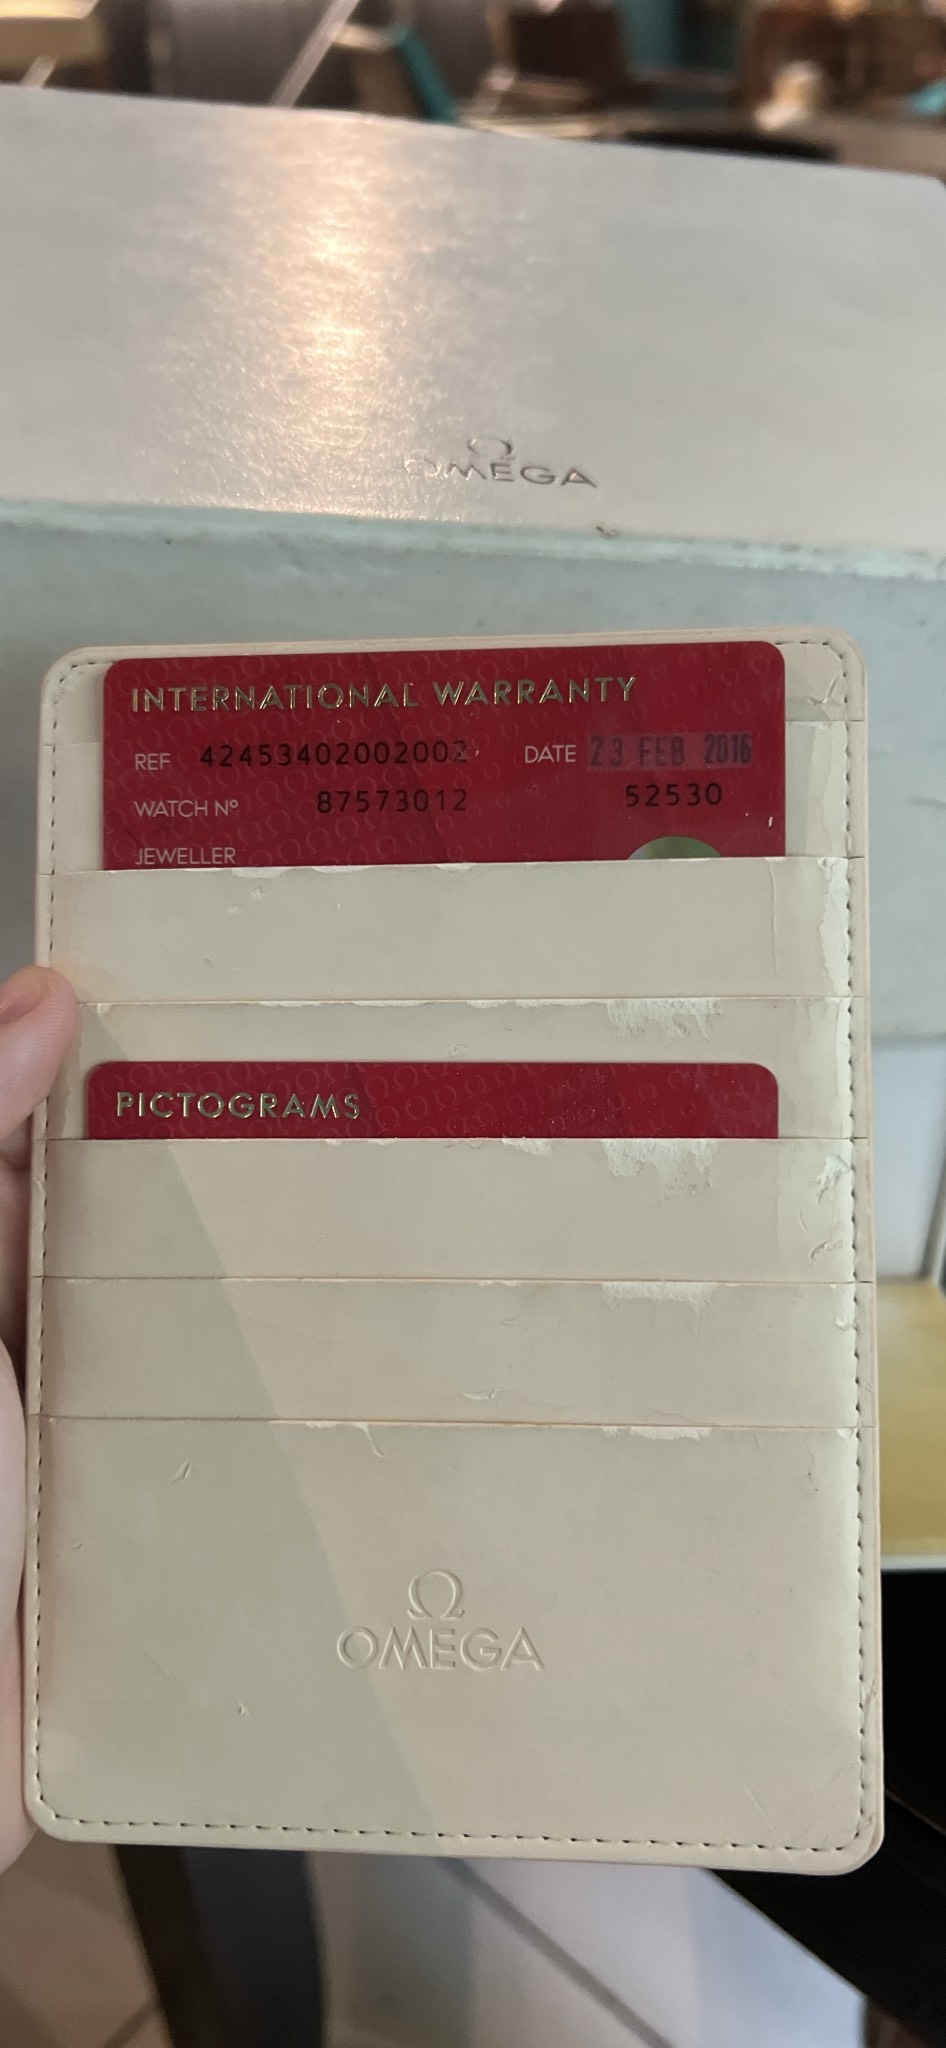 Ω
OMEGA
INTERNATIONAL WARRANTY
REF 42453402002002 DATE 23 FEB 2016
WATCH Nº 87573012 52530
JEWELLER
PICTOGRAMS
Ω
OMEGA